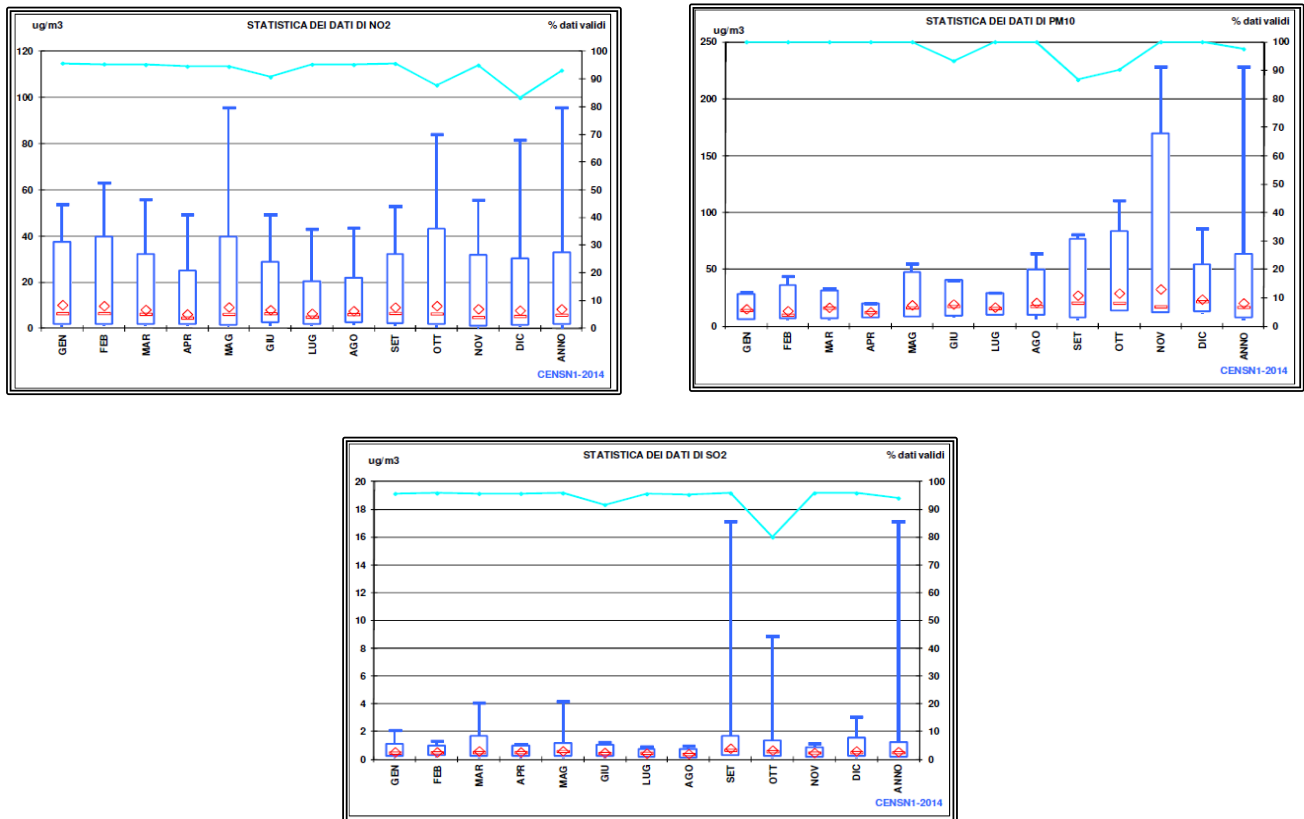 STATISTICA DEI DATI DI NO2
ug/m3
% dati validi
120
100
80
60
40
20
0
100
90
80
70
60
50
40
30
20
10
0
GEN
FEB
MAR
APR
MAG
GIU
LUG
AGO
SET
OTT
NOV
DIC
ANNO
CENSN1-2014
STATISTICA DEI DATI DI PM10
ug/m3
% dati validi
250
200
150
100
50
0
100
90
80
70
60
50
40
30
20
10
0
GEN
FEB
MAR
APR
MAG
GIU
LUG
AGO
SET
OTT
NOV
DIC
ANNO
CENSN1-2014
STATISTICA DEI DATI DI SO2
ug/m3
% dati validi
20
18
16
14
12
10
8
6
4
2
0
100
90
80
70
60
50
40
30
20
10
0
GEN
FEB
MAR
APR
MAG
GIU
LUG
AGO
SET
OTT
NOV
DIC
ANNO
CENSN1-2014